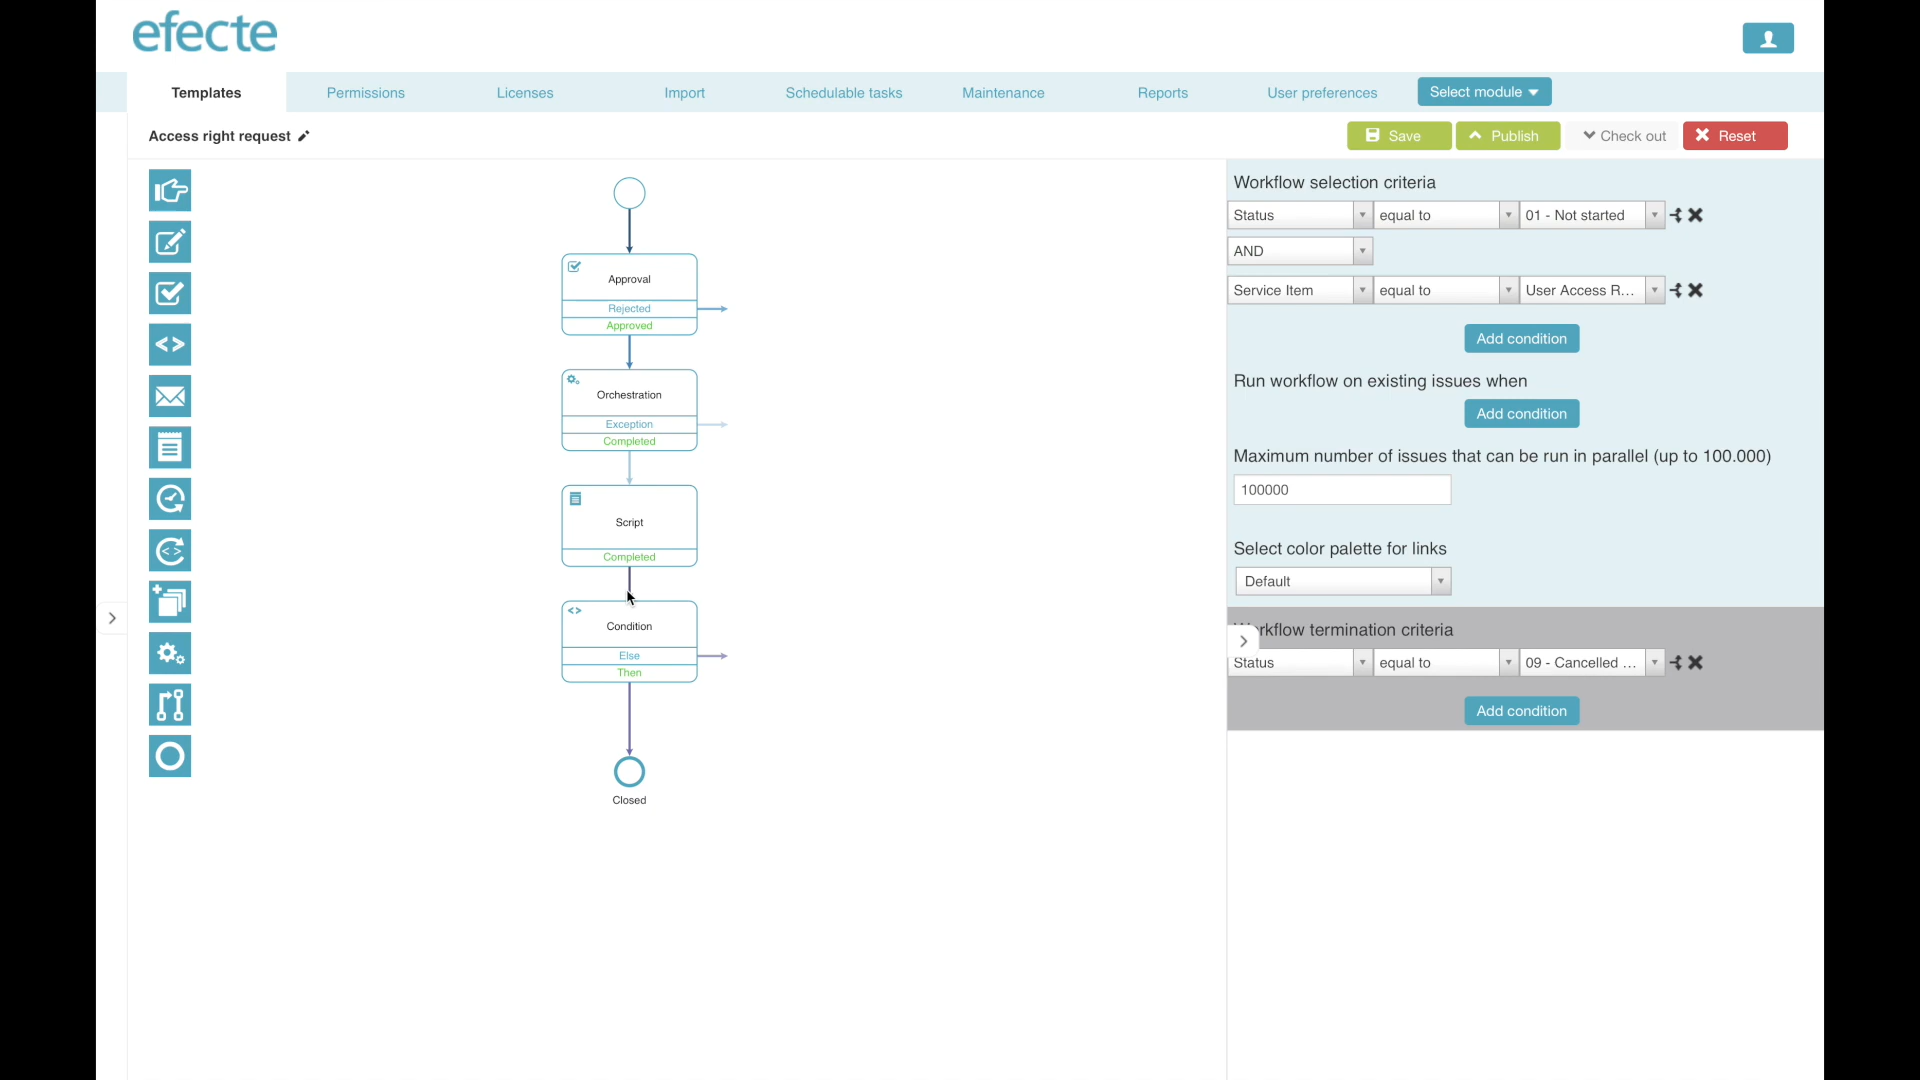 efecte
Templates Permissions Licenses Import Schedulable tasks Maintenance Reports User preferences Select module
Access right request
Save Publish Check out Reset
Approval
Rejected
Approved
Orchestration
Exception
Completed
Script
Completed
Condition
Else
Then
Closed
Workflow selection criteria
Status equal to 01 - Not started
AND
Service Item equal to User Access R...
Add condition
Run workflow on existing issues when
Add condition
Maximum number of issues that can be run in parallel (up to 100.000)
100000
Select color palette for links
Default
rkflow termination criteria
Status equal to 09 - Cancelled ...
Add condition